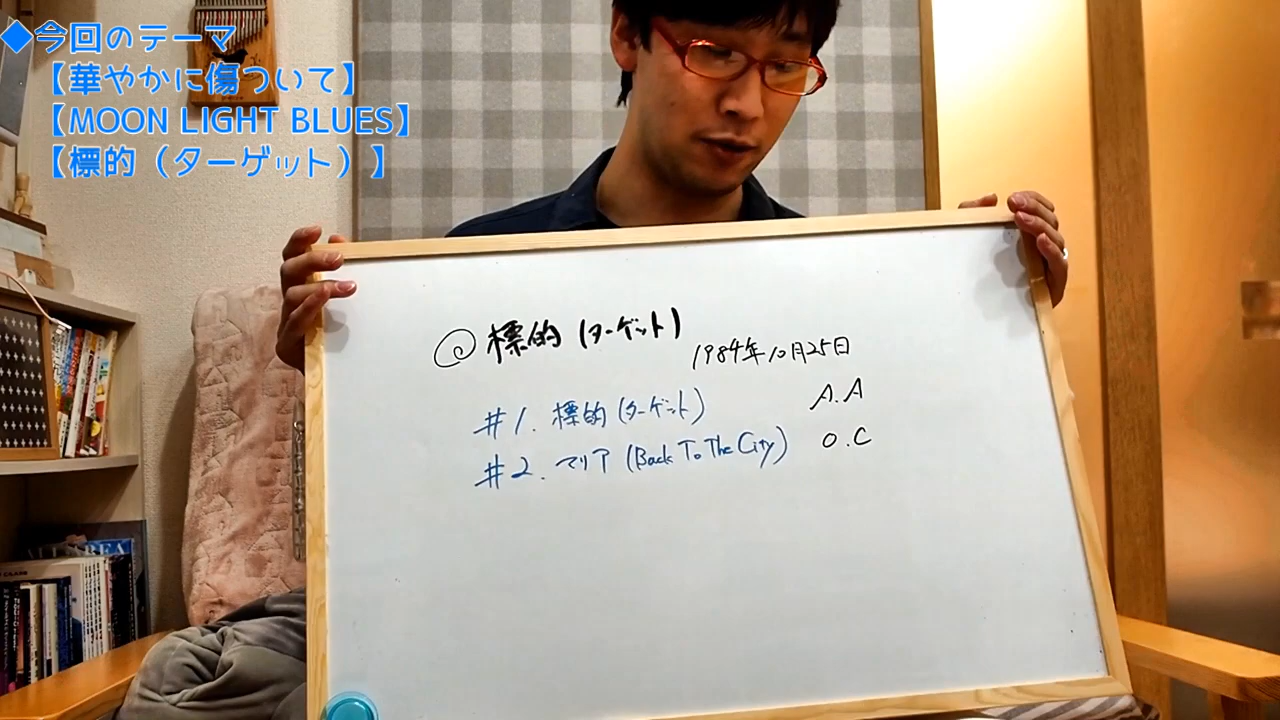 ◆今回のテーマ
【華やかに傷ついて】
【MOON LIGHT BLUES】
【標的（ターゲット）】
◎標的 (ターゲット)
1984年10月25日
#1. 標的 (ターゲット) A.A
#2. マリア (Back To The City) O.C